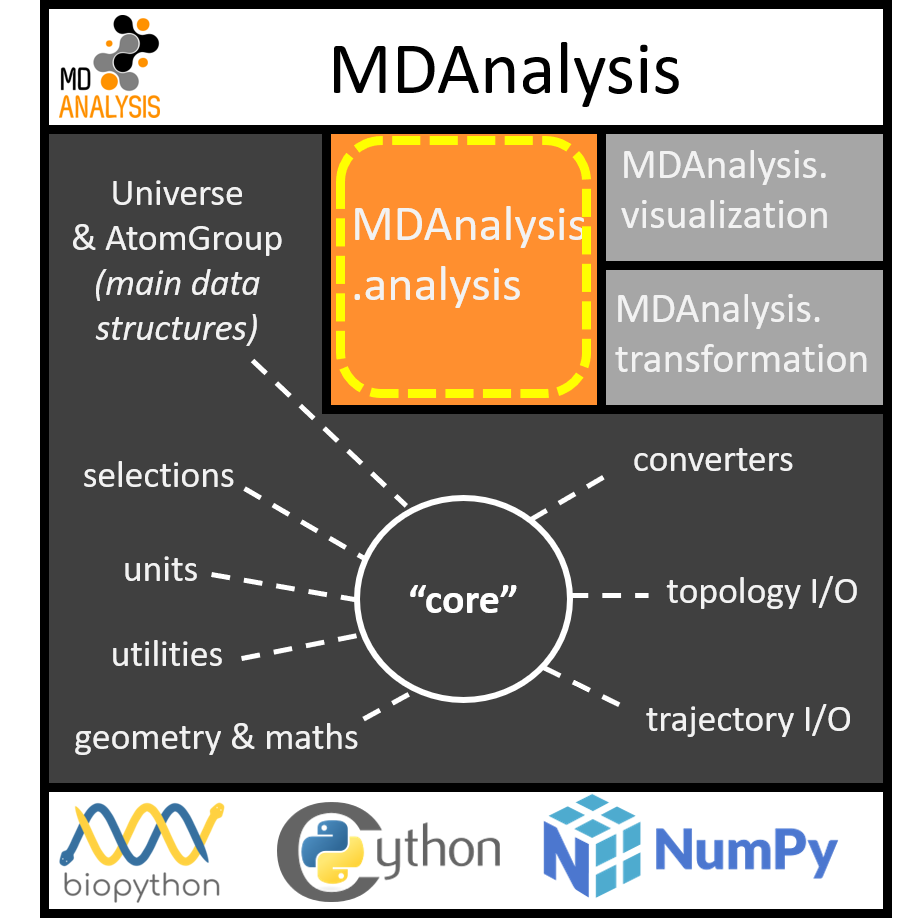 MD
ANALYSIS
MDAnalysis
Universe
& AtomGroup
(main data
structures)
MDAnalysis
.analysis
MDAnalysis.
visualization
MDAnalysis.
transformation
selections
units
utilities
geometry & maths
“core”
converters
topology I/O
trajectory I/O
biopython
Cython
NumPy